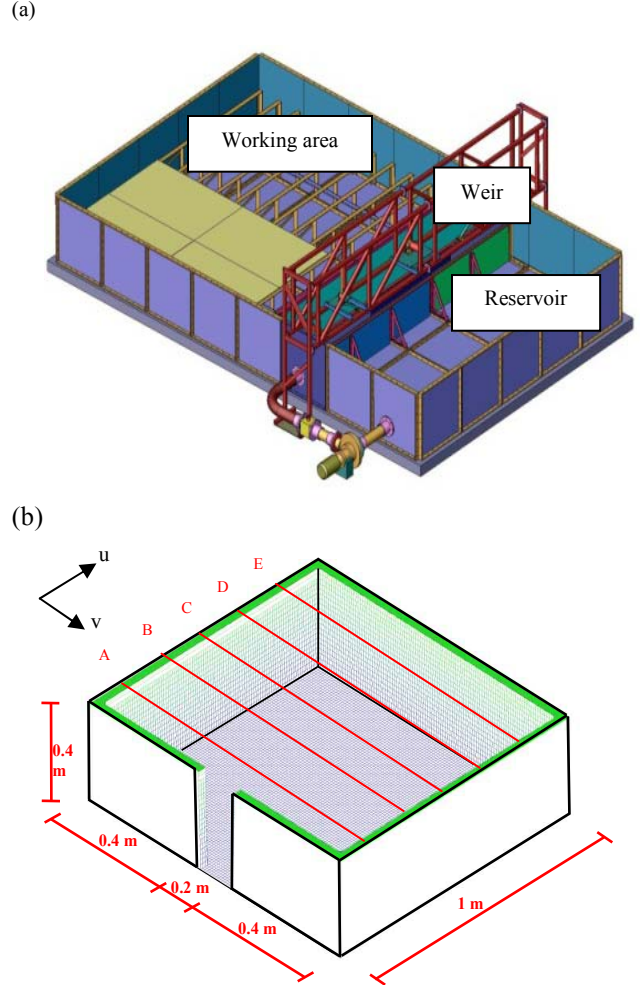 (a)
Working area
Weir
Reservoir
(b)
u
v
E
D
C
B
A
0.4
m
0.4 m
0.2 m
0.4 m
1 m